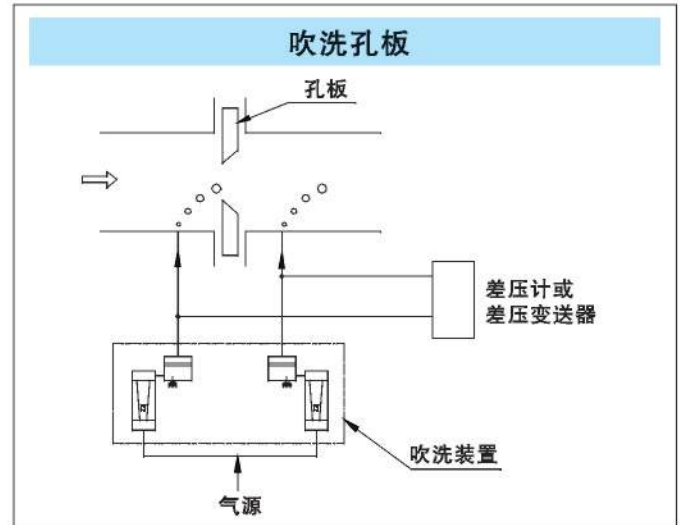 吹洗孔板
孔板
差压计或
差压变送器
吹洗装置
气源